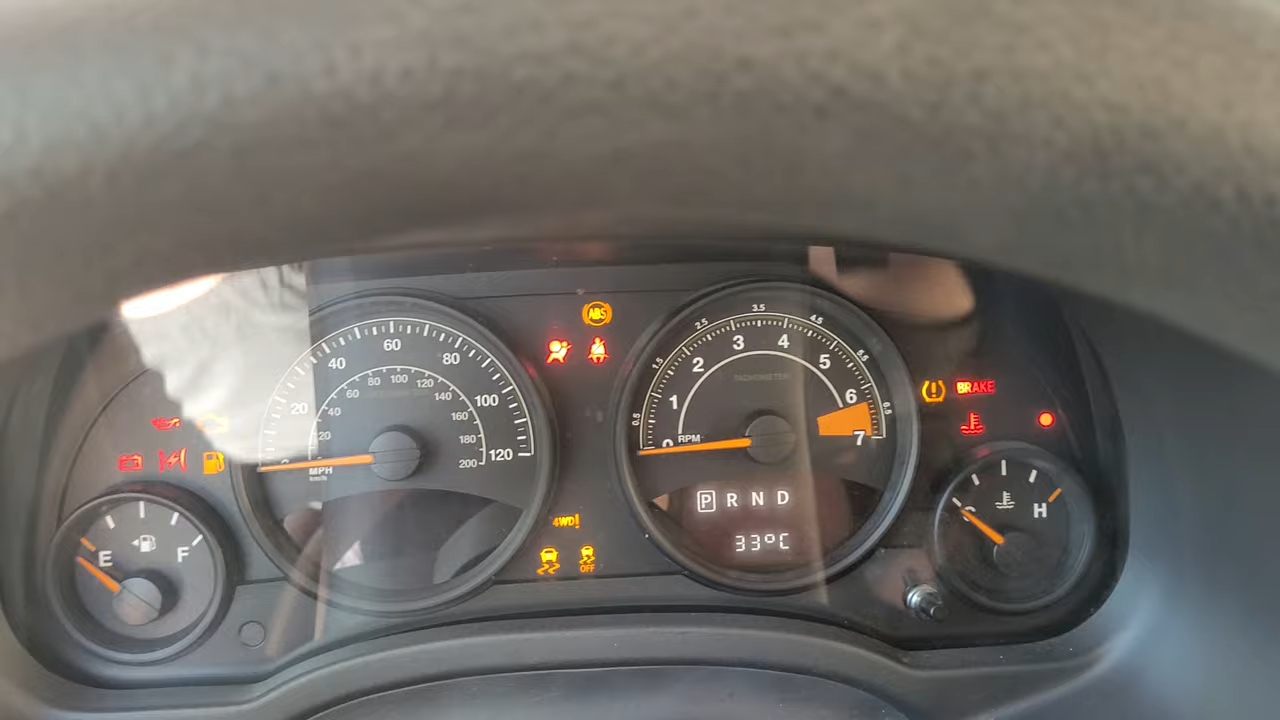 20 40 60 80 100 120
20 40 60 80 100 120 140 160 180 200
MPH
km/h
ABS
0 1 2 3 4 5 6 7
0.5 1.5 2.5 3.5 4.5 5.5 6.5
TACHOMETER
RPM
P R N D
33°C
BRAKE
4WD!
OFF
E F
C H